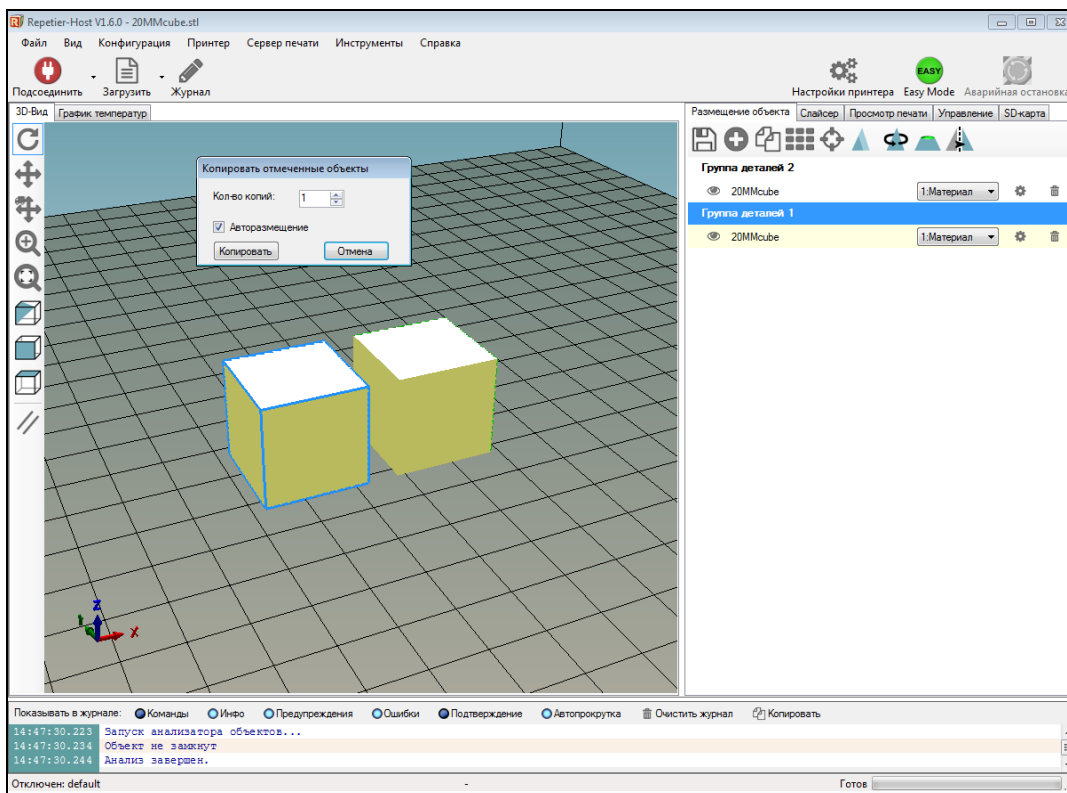 Repetier-Host V1.6.0 - 20MMcube.stl
Файл Вид Конфигурация Принтер Сервер печати Инструменты Справка
Подсоединить Загрузить Журнал Настройки принтера EASY Easy Mode Аварийная остановка
3D-Вид График температур
Размещение объекта Слайсер Просмотр печати Управление SD-карта
Копировать отмеченные объекты
Кол-во копий: 1
Авторазмещение
Копировать Отмена
Группа деталей 2
20MMcube 1:Материал
Группа деталей 1
20MMcube 1:Материал
z
x
Показывать в журнале: Команды Инфо Предупреждения Ошибки Подтверждение Автопрокрутка Очистить журнал Копировать
14:47:30.223 Запуск анализатора объектов...
14:47:30.234 Объект не замкнут
14:47:30.244 Анализ завершен.
Отключен: default - Готов